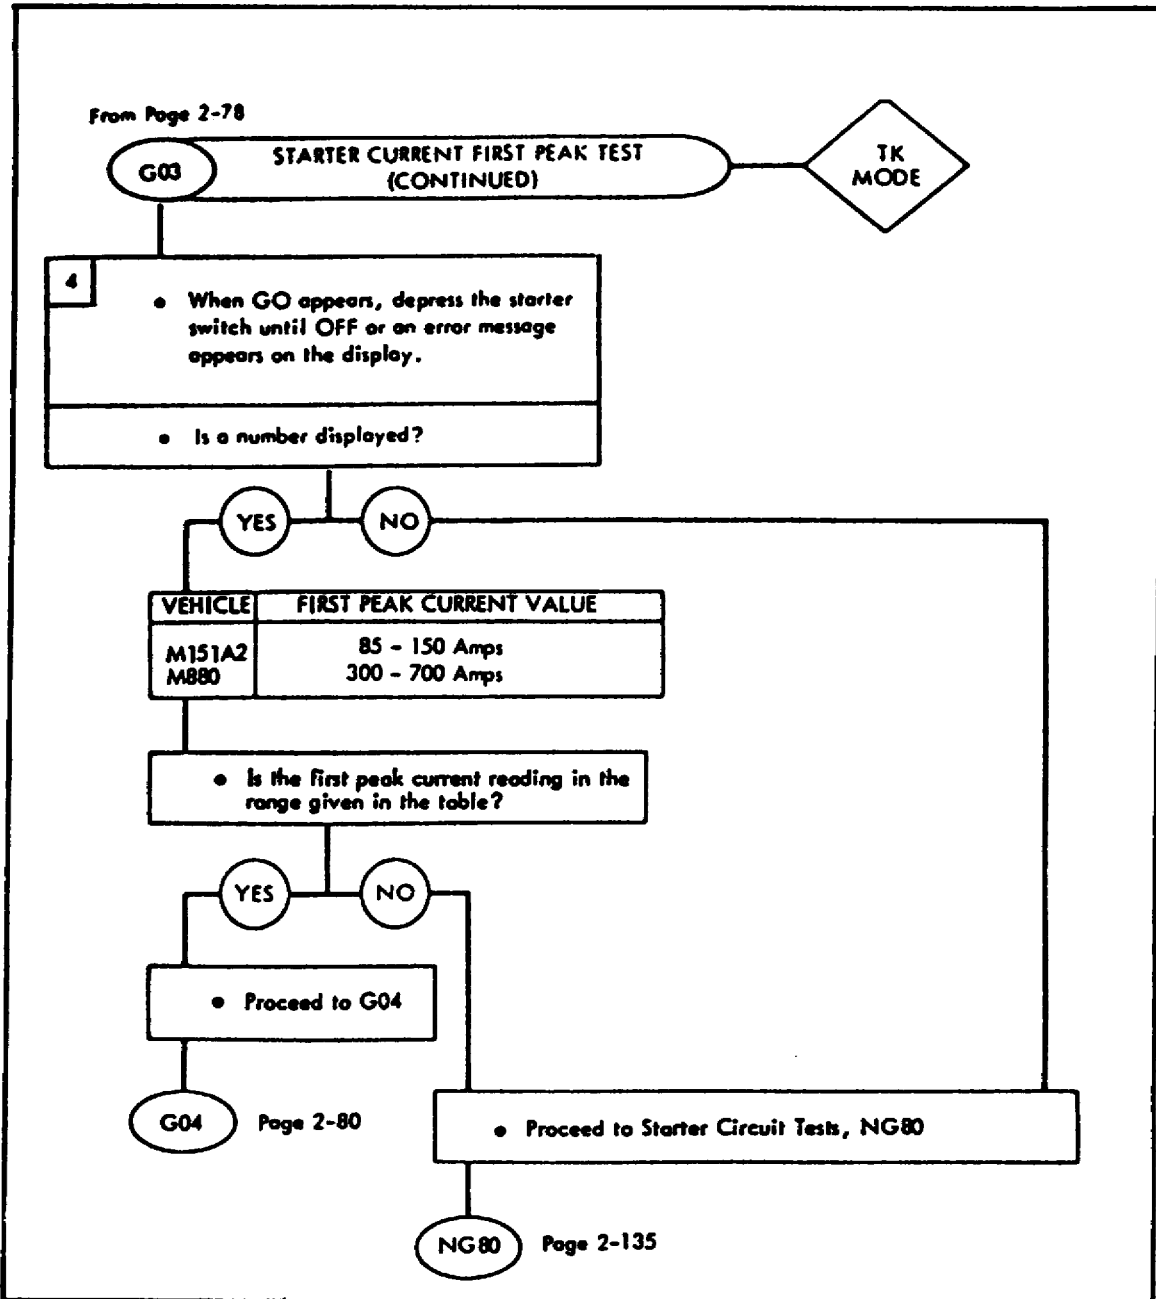 From Page 2-78
G03
STARTER CURRENT FIRST PEAK TEST
(CONTINUED)
TK
MODE
4
• When GO appears, depress the starter
switch until OFF or an error message
appears on the display.
• Is a number displayed?
YES
NO
VEHICLE FIRST PEAK CURRENT VALUE
M151A2 85 - 150 Amps
M880 300 - 700 Amps
• Is the first peak current reading in the
range given in the table?
YES
NO
• Proceed to G04
G04 Page 2-80
• Proceed to Starter Circuit Tests, NG80
NG80 Page 2-135